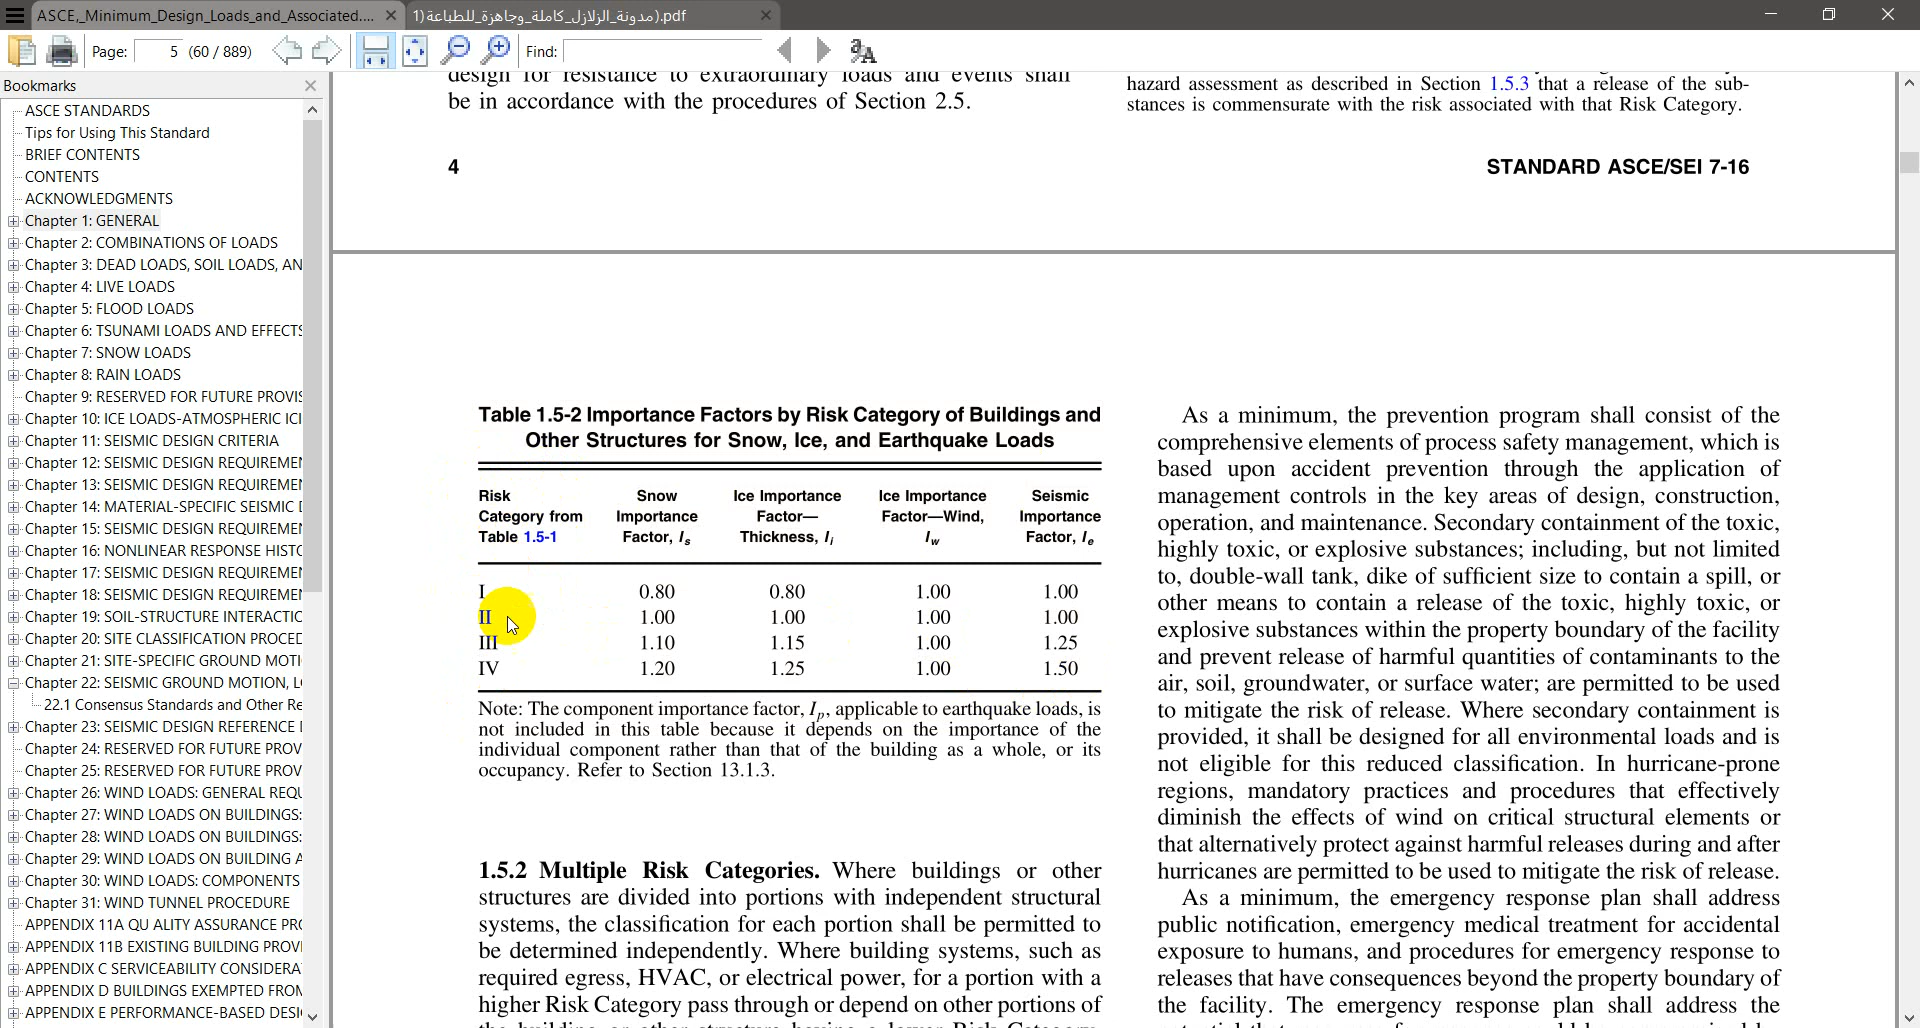 ASCE,_Minimum_Design_Loads_and_Associated....
1)مدونة_الزلازل_كاملة_وجاهزة_للطباعة).pdf
Page: 5 (60 / 889)
Find:
Bookmarks
ASCE STANDARDS
Tips for Using This Standard
BRIEF CONTENTS
CONTENTS
ACKNOWLEDGMENTS
Chapter 1: GENERAL
Chapter 2: COMBINATIONS OF LOADS
Chapter 3: DEAD LOADS, SOIL LOADS, AN
Chapter 4: LIVE LOADS
Chapter 5: FLOOD LOADS
Chapter 6: TSUNAMI LOADS AND EFFECTS
Chapter 7: SNOW LOADS
Chapter 8: RAIN LOADS
Chapter 9: RESERVED FOR FUTURE PROVIS
Chapter 10: ICE LOADS-ATMOSPHERIC ICI
Chapter 11: SEISMIC DESIGN CRITERIA
Chapter 12: SEISMIC DESIGN REQUIREMEN
Chapter 13: SEISMIC DESIGN REQUIREMEN
Chapter 14: MATERIAL-SPECIFIC SEISMIC
Chapter 15: SEISMIC DESIGN REQUIREMEN
Chapter 16: NONLINEAR RESPONSE HISTO
Chapter 17: SEISMIC DESIGN REQUIREMEN
Chapter 18: SEISMIC DESIGN REQUIREMEN
Chapter 19: SOIL-STRUCTURE INTERACTIC
Chapter 20: SITE CLASSIFICATION PROCED
Chapter 21: SITE-SPECIFIC GROUND MOTI
Chapter 22: SEISMIC GROUND MOTION, L
22.1 Consensus Standards and Other Re
Chapter 23: SEISMIC DESIGN REFERENCE
Chapter 24: RESERVED FOR FUTURE PROV
Chapter 25: RESERVED FOR FUTURE PROV
Chapter 26: WIND LOADS: GENERAL REQU
Chapter 27: WIND LOADS ON BUILDINGS:
Chapter 28: WIND LOADS ON BUILDINGS:
Chapter 29: WIND LOADS ON BUILDING A
Chapter 30: WIND LOADS: COMPONENTS
Chapter 31: WIND TUNNEL PROCEDURE
APPENDIX 11A QU ALITY ASSURANCE PRO
APPENDIX 11B EXISTING BUILDING PROVI
APPENDIX C SERVICEABILITY CONSIDERA
APPENDIX D BUILDINGS EXEMPTED FROM
APPENDIX E PERFORMANCE-BASED DESI
design for resistance to extraordinary loads and events shall
be in accordance with the procedures of Section 2.5.
hazard assessment as described in Section 1.5.3 that a release of the sub-
stances is commensurate with the risk associated with that Risk Category.
4
STANDARD ASCE/SEI 7-16
Table 1.5-2 Importance Factors by Risk Category of Buildings and
Other Structures for Snow, Ice, and Earthquake Loads
Risk Category from Table 1.5-1 | Snow Importance Factor, Is | Ice Importance Factor—Thickness, Ii | Ice Importance Factor—Wind, Iw | Seismic Importance Factor, Ie
I 0.80 0.80 1.00 1.00
II 1.00 1.00 1.00 1.00
III 1.10 1.15 1.00 1.25
IV 1.20 1.25 1.00 1.50
Note: The component importance factor, Ip, applicable to earthquake loads, is
not included in this table because it depends on the importance of the
individual component rather than that of the building as a whole, or its
occupancy. Refer to Section 13.1.3.
1.5.2 Multiple Risk Categories. Where buildings or other
structures are divided into portions with independent structural
systems, the classification for each portion shall be permitted to
be determined independently. Where building systems, such as
required egress, HVAC, or electrical power, for a portion with a
higher Risk Category pass through or depend on other portions of
As a minimum, the prevention program shall consist of the
comprehensive elements of process safety management, which is
based upon accident prevention through the application of
management controls in the key areas of design, construction,
operation, and maintenance. Secondary containment of the toxic,
highly toxic, or explosive substances; including, but not limited
to, double-wall tank, dike of sufficient size to contain a spill, or
other means to contain a release of the toxic, highly toxic, or
explosive substances within the property boundary of the facility
and prevent release of harmful quantities of contaminants to the
air, soil, groundwater, or surface water; are permitted to be used
to mitigate the risk of release. Where secondary containment is
provided, it shall be designed for all environmental loads and is
not eligible for this reduced classification. In hurricane-prone
regions, mandatory practices and procedures that effectively
diminish the effects of wind on critical structural elements or
that alternatively protect against harmful releases during and after
hurricanes are permitted to be used to mitigate the risk of release.
As a minimum, the emergency response plan shall address
public notification, emergency medical treatment for accidental
exposure to humans, and procedures for emergency response to
releases that have consequences beyond the property boundary of
the facility. The emergency response plan shall address the